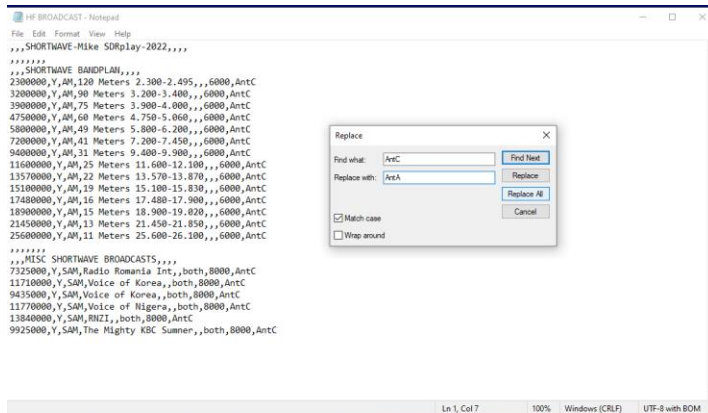 HF BROADCAST - Notepad
File Edit Format View Help
,,,SHORTWAVE-Mike SDRplay-2022,,,,
,,,,,,,
,,,SHORTWAVE BANDPLAN,,,,
2300000,Y,AM,120 Meters 2.300-2.495,,,6000,AntC
3200000,Y,AM,90 Meters 3.200-3.400,,,6000,AntC
3900000,Y,AM,75 Meters 3.900-4.000,,,6000,AntC
4750000,Y,AM,60 Meters 4.750-5.060,,,6000,AntC
5800000,Y,AM,49 Meters 5.800-6.200,,,6000,AntC
7200000,Y,AM,41 Meters 7.200-7.450,,,6000,AntC
9400000,Y,AM,31 Meters 9.400-9.900,,,6000,AntC
11600000,Y,AM,25 Meters 11.600-12.100,,,6000,AntC
13570000,Y,AM,22 Meters 13.570-13.870,,,6000,AntC
15100000,Y,AM,19 Meters 15.100-15.830,,,6000,AntC
17480000,Y,AM,16 Meters 17.480-17.900,,,6000,AntC
18900000,Y,AM,15 Meters 18.900-19.020,,,6000,AntC
21450000,Y,AM,13 Meters 21.450-21.850,,,6000,AntC
25600000,Y,AM,11 Meters 25.600-26.100,,,6000,AntC
,,,,,,,
,,,MISC SHORTWAVE BROADCASTS,,,,
7325000,Y,SAM,Radio Romania Int,,both,8000,AntC
11710000,Y,SAM,Voice of Korea,,both,8000,AntC
9435000,Y,SAM,Voice of Korea,,both,8000,AntC
11770000,Y,SAM,Voice of Nigera,,both,8000,AntC
13840000,Y,SAM,RNZI,,both,8000,AntC
9925000,Y,SAM,The Mighty KBC Sumner,,both,8000,AntC
Replace
Find what: AntC
Find Next
Replace with: AntA
Replace
Replace All
Cancel
Match case
Wrap around
Ln 1, Col 7 100% Windows (CRLF) UTF-8 with BOM